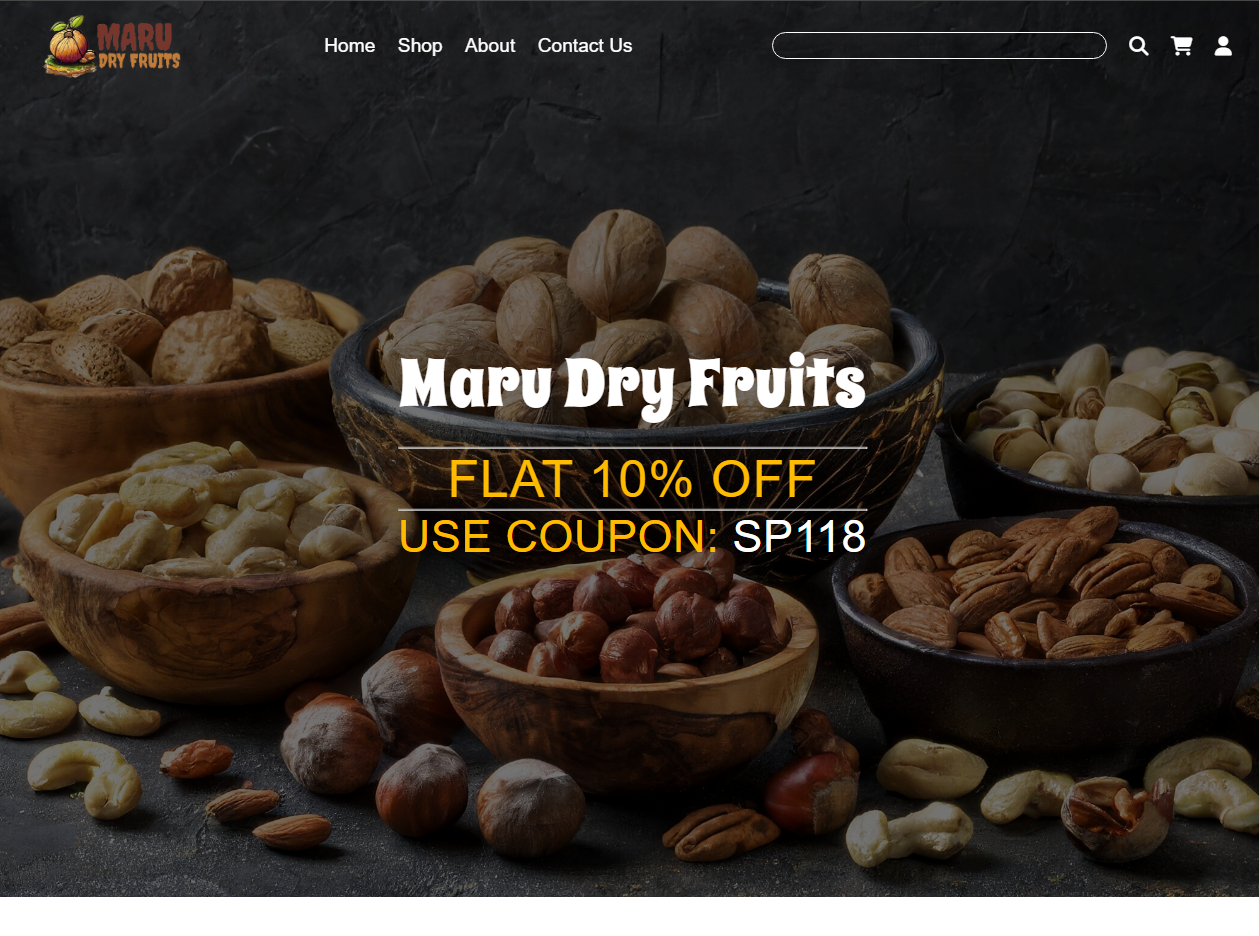 MARU
DRY FRUITS
Home Shop About Contact Us
Maru Dry Fruits
FLAT 10% OFF
USE COUPON: SP118